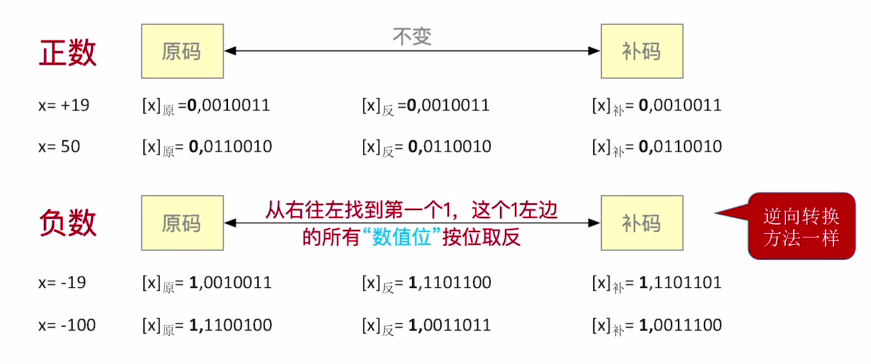 正数
原码
不变
补码
x= +19 [x]原 =0,0010011 [x]反 =0,0010011 [x]补= 0,0010011
x= 50 [x]原= 0,0110010 [x]反= 0,0110010 [x]补= 0,0110010
负数
原码
从右往左找到第一个1，这个1左边
的所有“数值位”按位取反
补码
逆向转换
方法一样
x= -19 [x]原= 1,0010011 [x]反= 1,1101100 [x]补= 1,1101101
x= -100 [x]原= 1,1100100 [x]反= 1,0011011 [x]补= 1,0011100